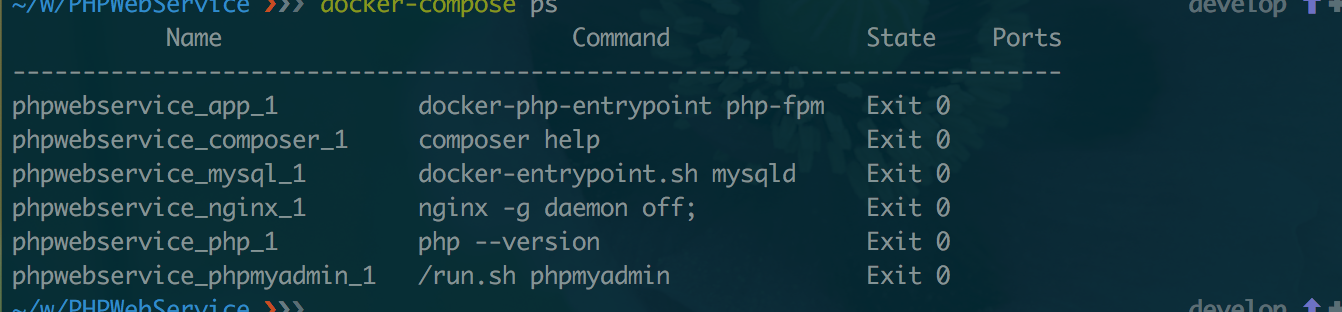 ~/w/PHPWebService ❯❯❯ docker-compose ps develop ⬆ ✚
Name Command State Ports
---------------------------------------------------------------------------
phpwebservice_app_1 docker-php-entrypoint php-fpm Exit 0
phpwebservice_composer_1 composer help Exit 0
phpwebservice_mysql_1 docker-entrypoint.sh mysqld Exit 0
phpwebservice_nginx_1 nginx -g daemon off; Exit 0
phpwebservice_php_1 php --version Exit 0
phpwebservice_phpmyadmin_1 /run.sh phpmyadmin Exit 0
~/w/PHPWebService ❯❯❯ develop ⬆ ✚